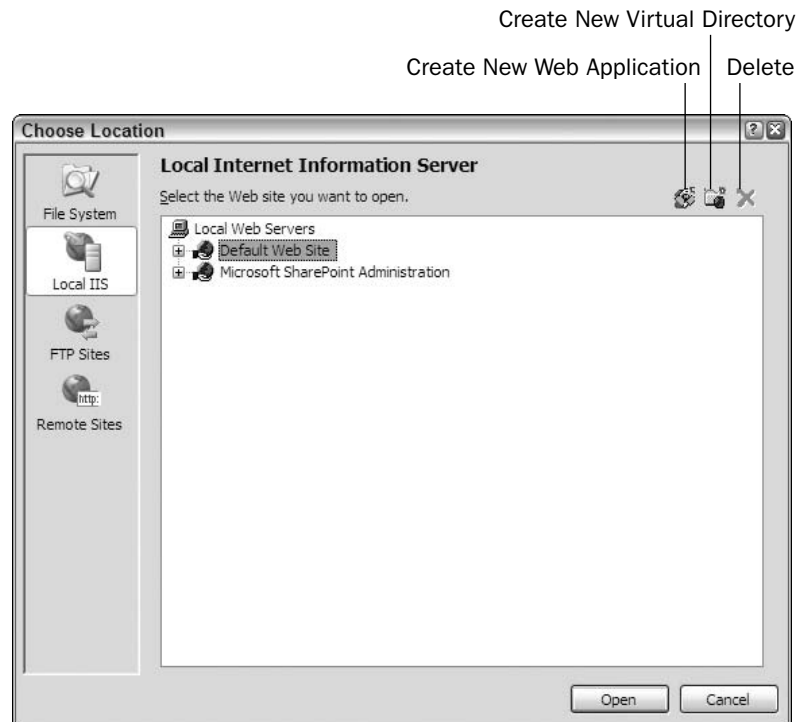 Create New Virtual Directory
Create New Web Application
Delete
Choose Location
Local Internet Information Server
Select the Web site you want to open.
File System
Local IIS
FTP Sites
http:
Remote Sites
Local Web Servers
Default Web Site
Microsoft SharePoint Administration
Open
Cancel